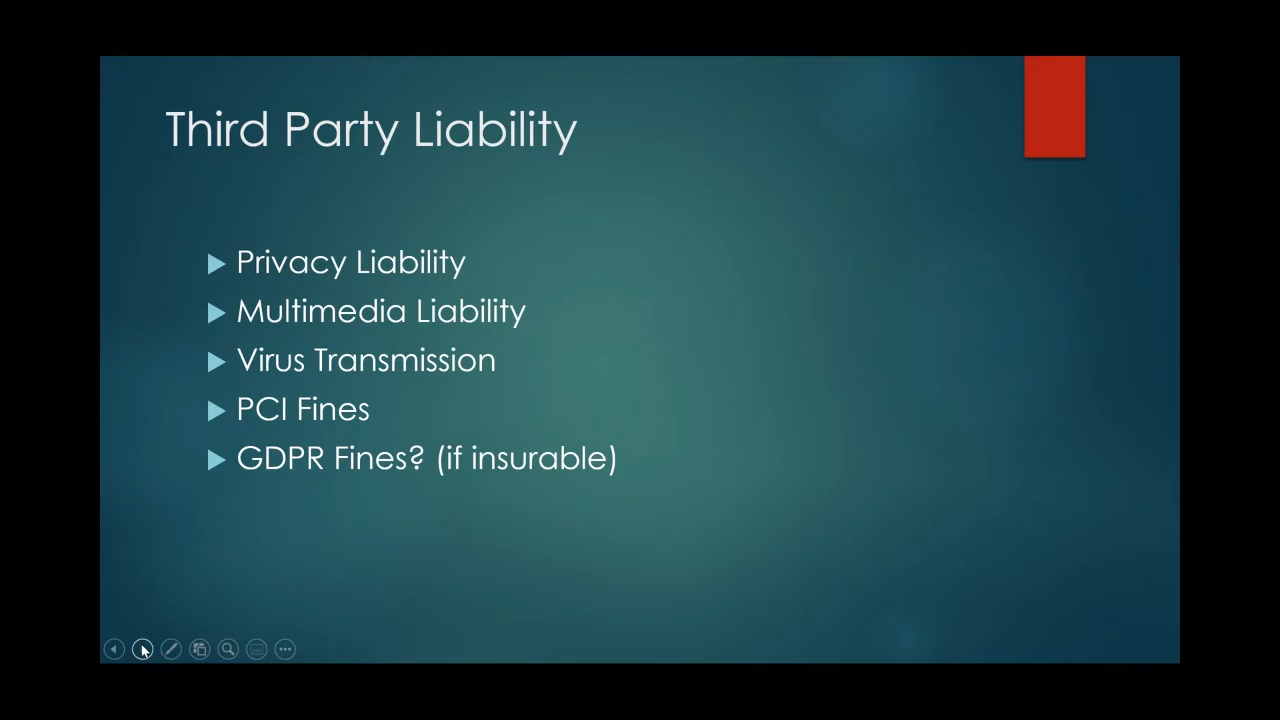 Third Party Liability
Privacy Liability
Multimedia Liability
Virus Transmission
PCI Fines
GDPR Fines? (if insurable)